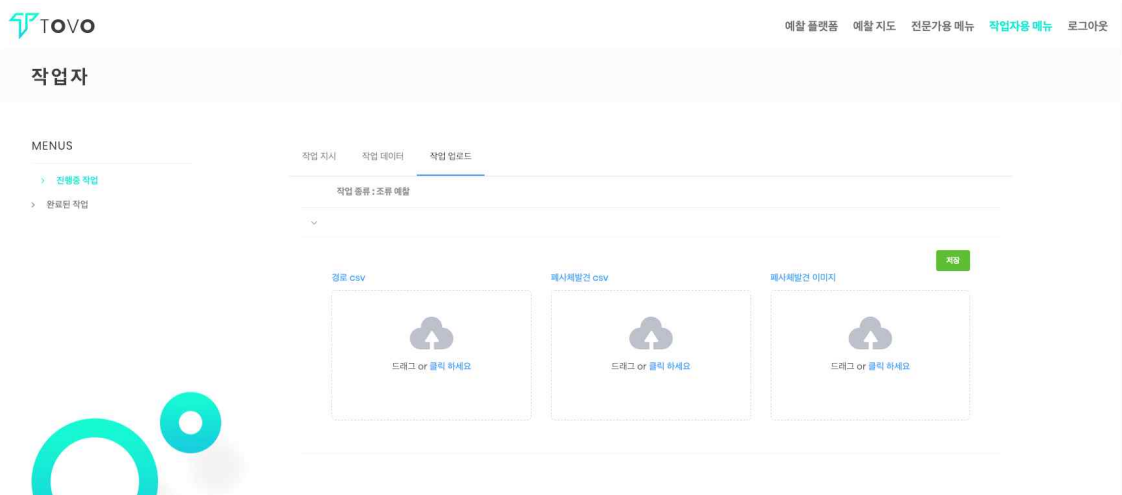 TOVO
예찰 플랫폼 예찰 지도 전문가용 메뉴 작업자용 메뉴 로그아웃
작업자
MENUS
진행중 작업
완료된 작업
작업 지시 작업 데이터 작업 업로드
작업 종류 : 조류 예찰
저장
경로 csv 폐사체발견 csv 폐사체발견 이미지
드래그 or 클릭 하세요 드래그 or 클릭 하세요 드래그 or 클릭 하세요